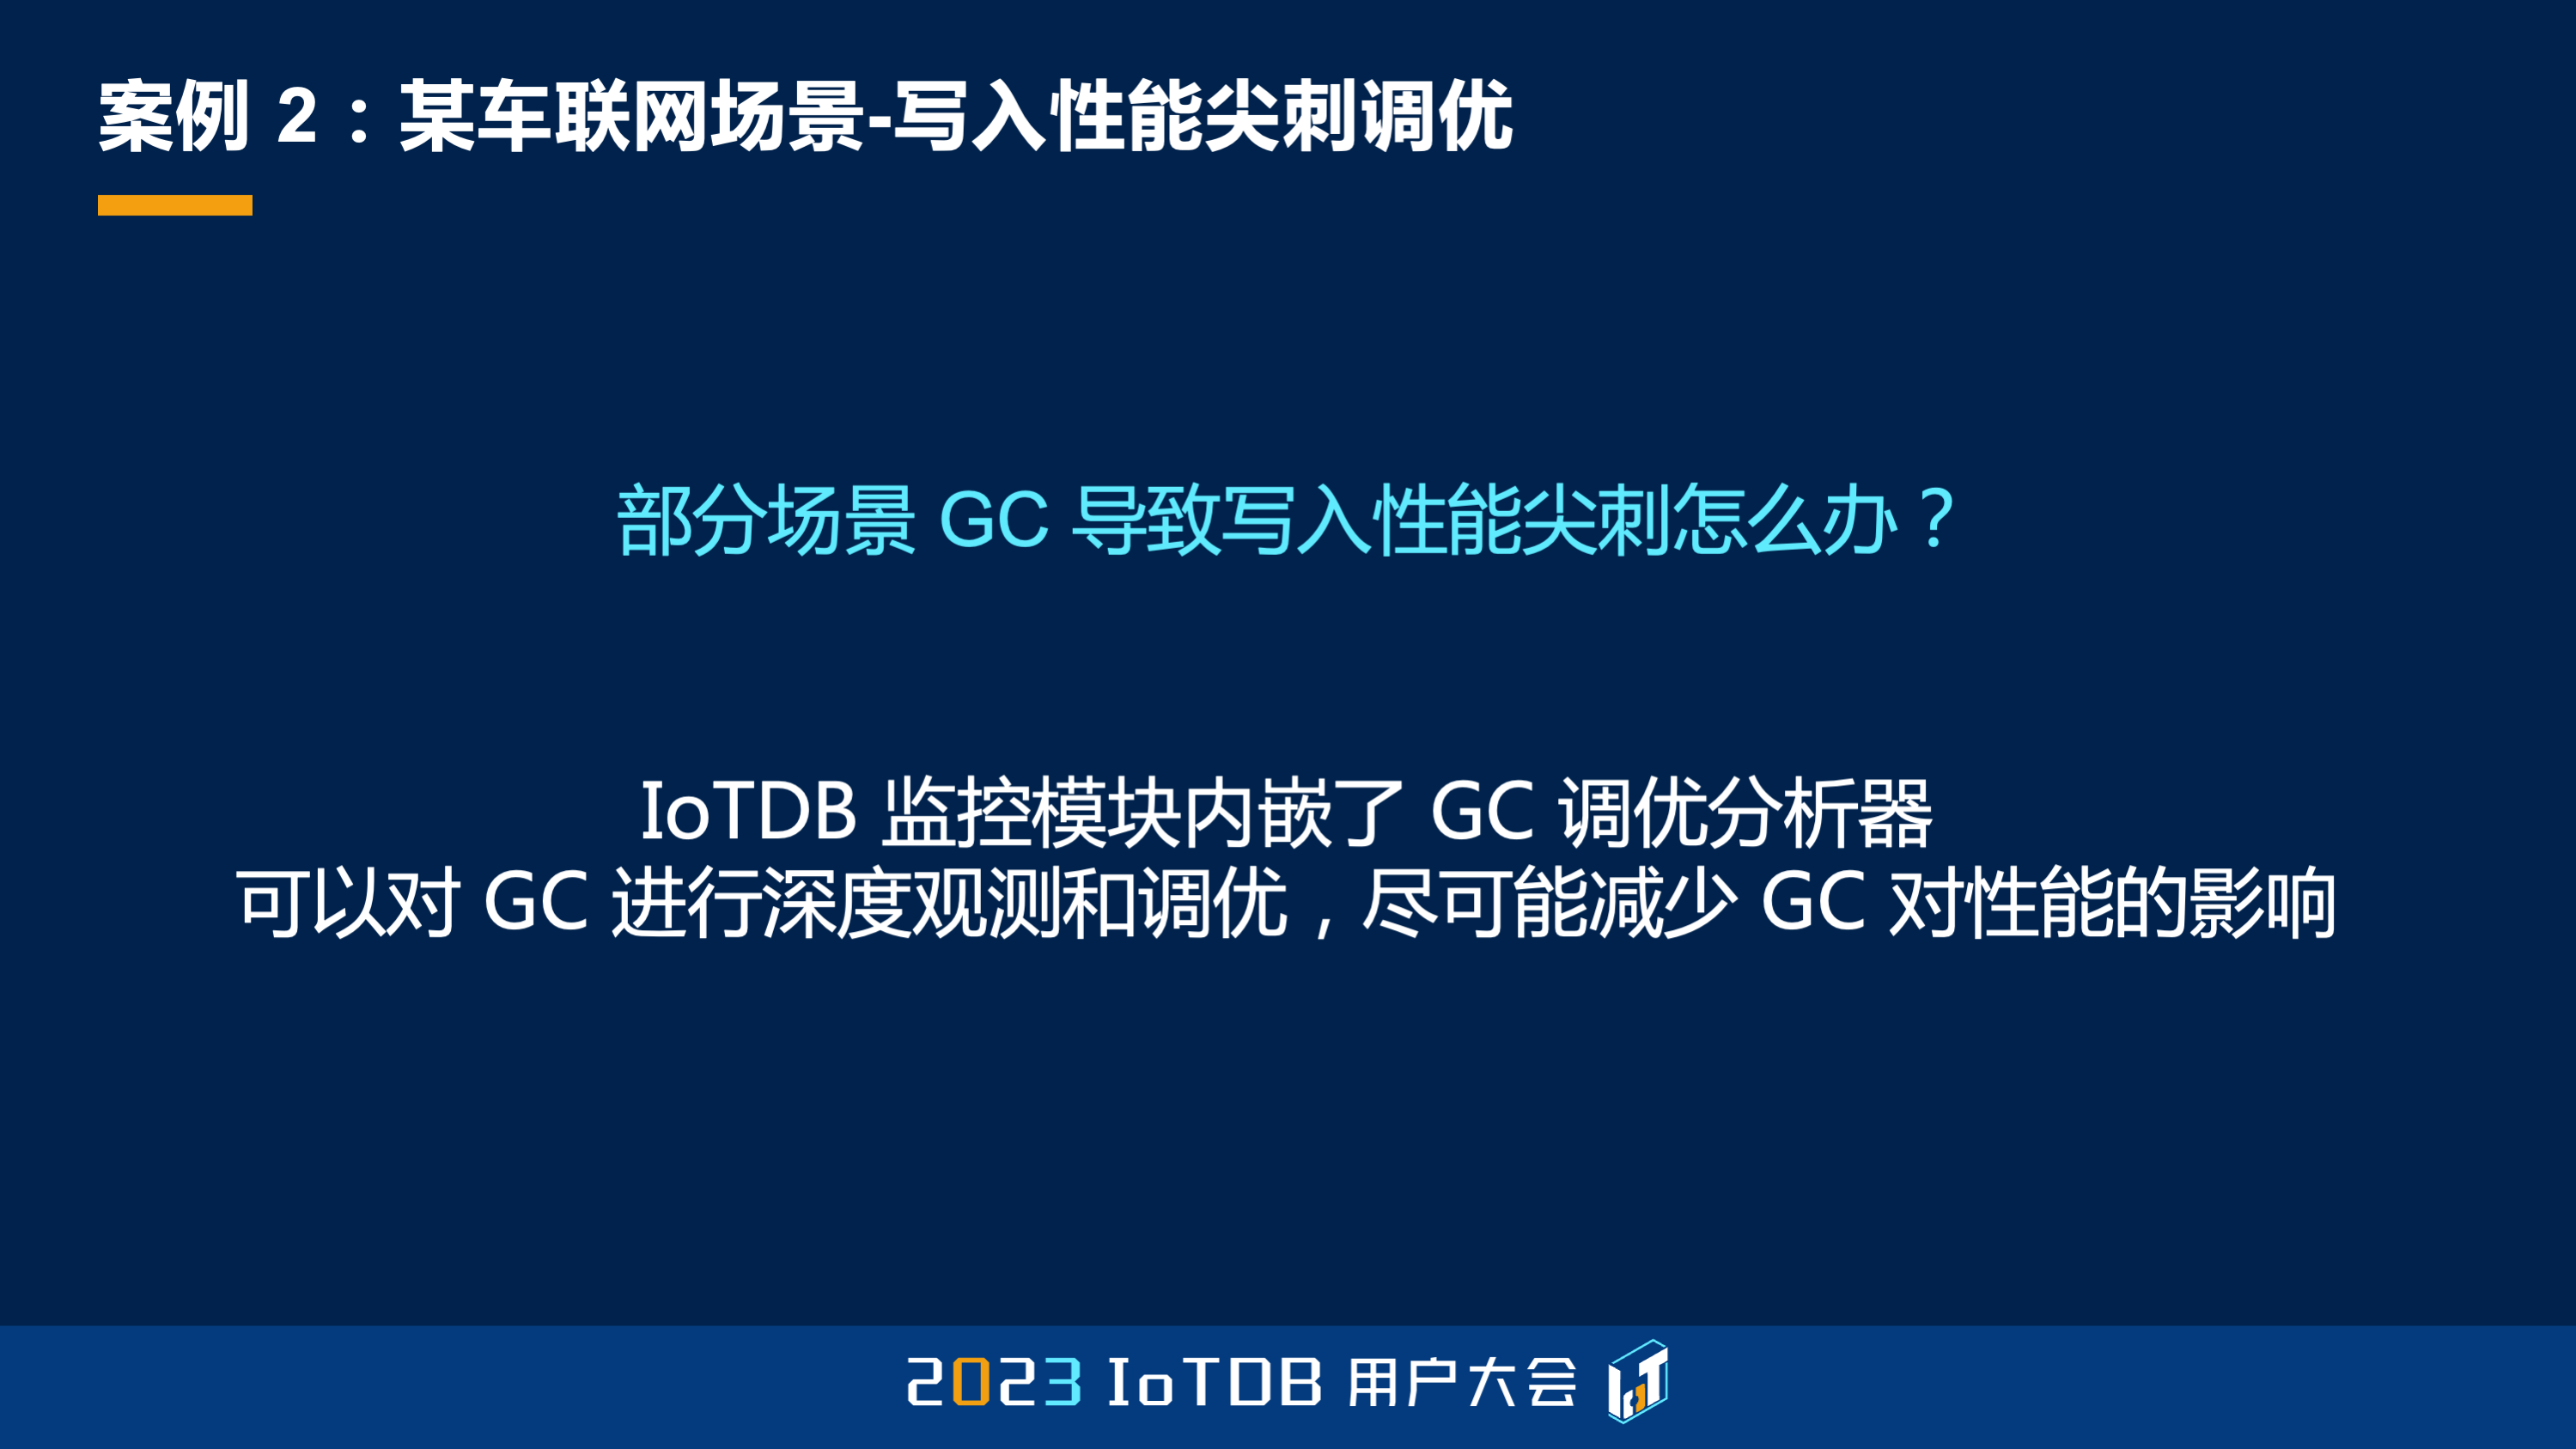 案例 2：某车联网场景-写入性能尖刺调优
部分场景 GC 导致写入性能尖刺怎么办？
IoTDB 监控模块内嵌了 GC 调优分析器
可以对 GC 进行深度观测和调优，尽可能减少 GC 对性能的影响
2023 IoTDB 用户大会